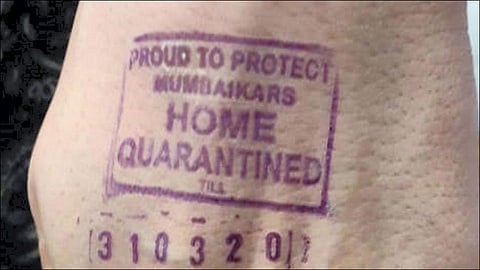 PROUD TO PROTECT
MUMBAIKARS
HOME
QUARANTINED
TILL
310320